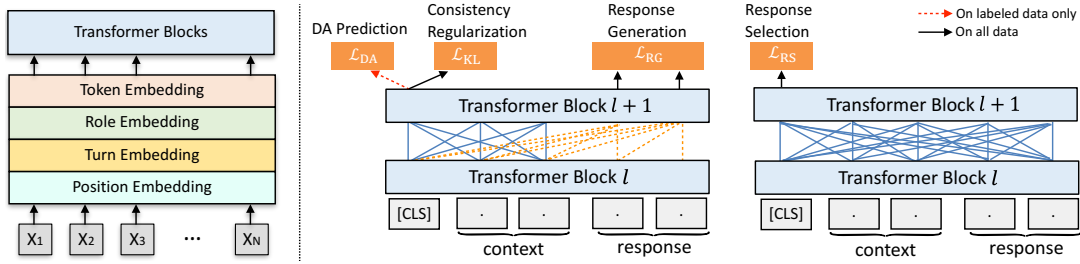 Transformer Blocks
Token Embedding
Role Embedding
Turn Embedding
Position Embedding
X1 X2 X3 ... XN
DA Prediction
Consistency
Regularization
Response
Generation
ℒDA ℒKL ℒRG
Transformer Block l + 1
Transformer Block l
[CLS] . . . .
context response
Response
Selection
ℒRS
On labeled data only
On all data
Transformer Block l + 1
Transformer Block l
[CLS] . . . .
context response